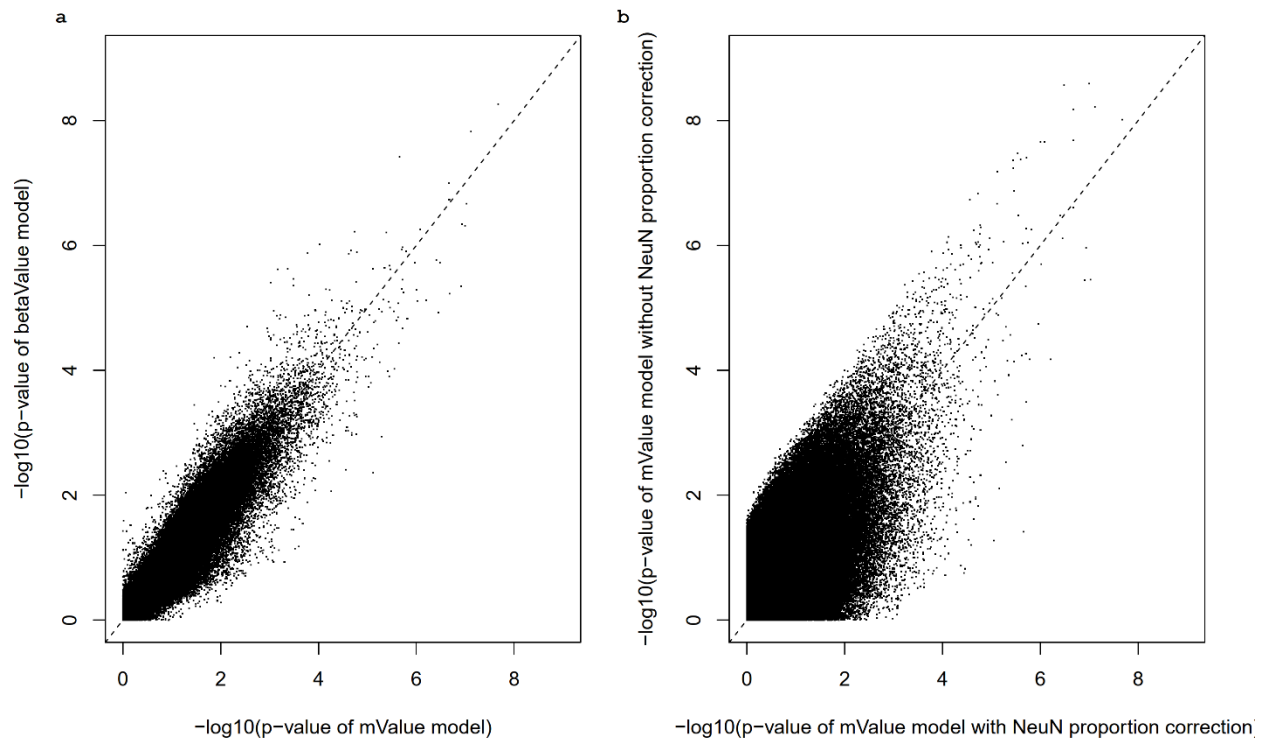 a
−log10(p−value of betaValue model)
8
6
4
2
0
0 2 4 6 8
−log10(p−value of mValue model)
b
−log10(p−value of mValue model without NeuN proportion correction)
8
6
4
2
0
0 2 4 6 8
−log10(p−value of mValue model with NeuN proportion correction)